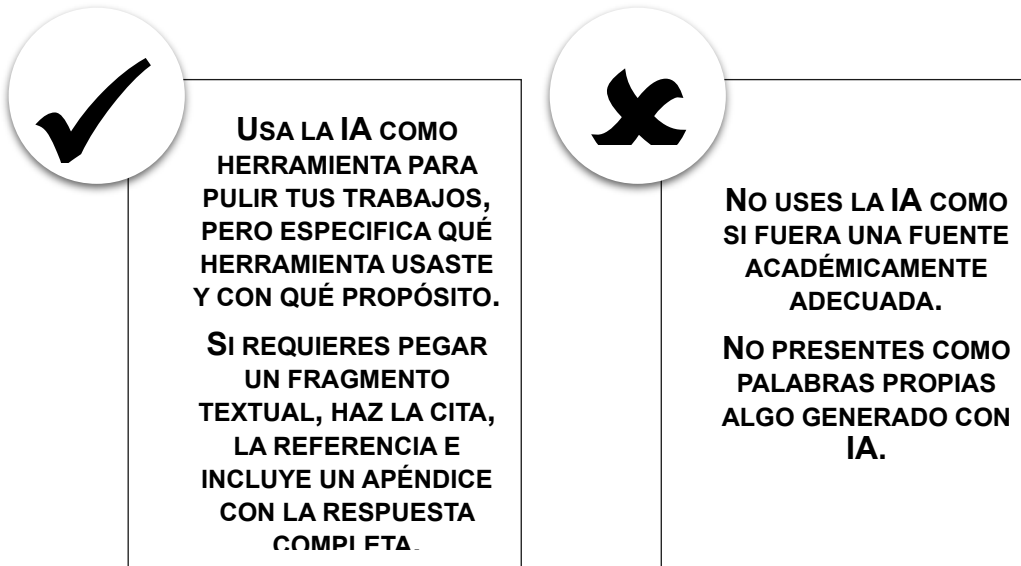 USA LA IA COMO
HERRAMIENTA PARA
PULIR TUS TRABAJOS,
PERO ESPECIFICA QUÉ
HERRAMIENTA USASTE
Y CON QUÉ PROPÓSITO.
SI REQUIERES PEGAR
UN FRAGMENTO
TEXTUAL, HAZ LA CITA,
LA REFERENCIA E
INCLUYE UN APÉNDICE
CON LA RESPUESTA
COMPLETA.
NO USES LA IA COMO
SI FUERA UNA FUENTE
ACADÉMICAMENTE
ADECUADA.
NO PRESENTES COMO
PALABRAS PROPIAS
ALGO GENERADO CON
IA.